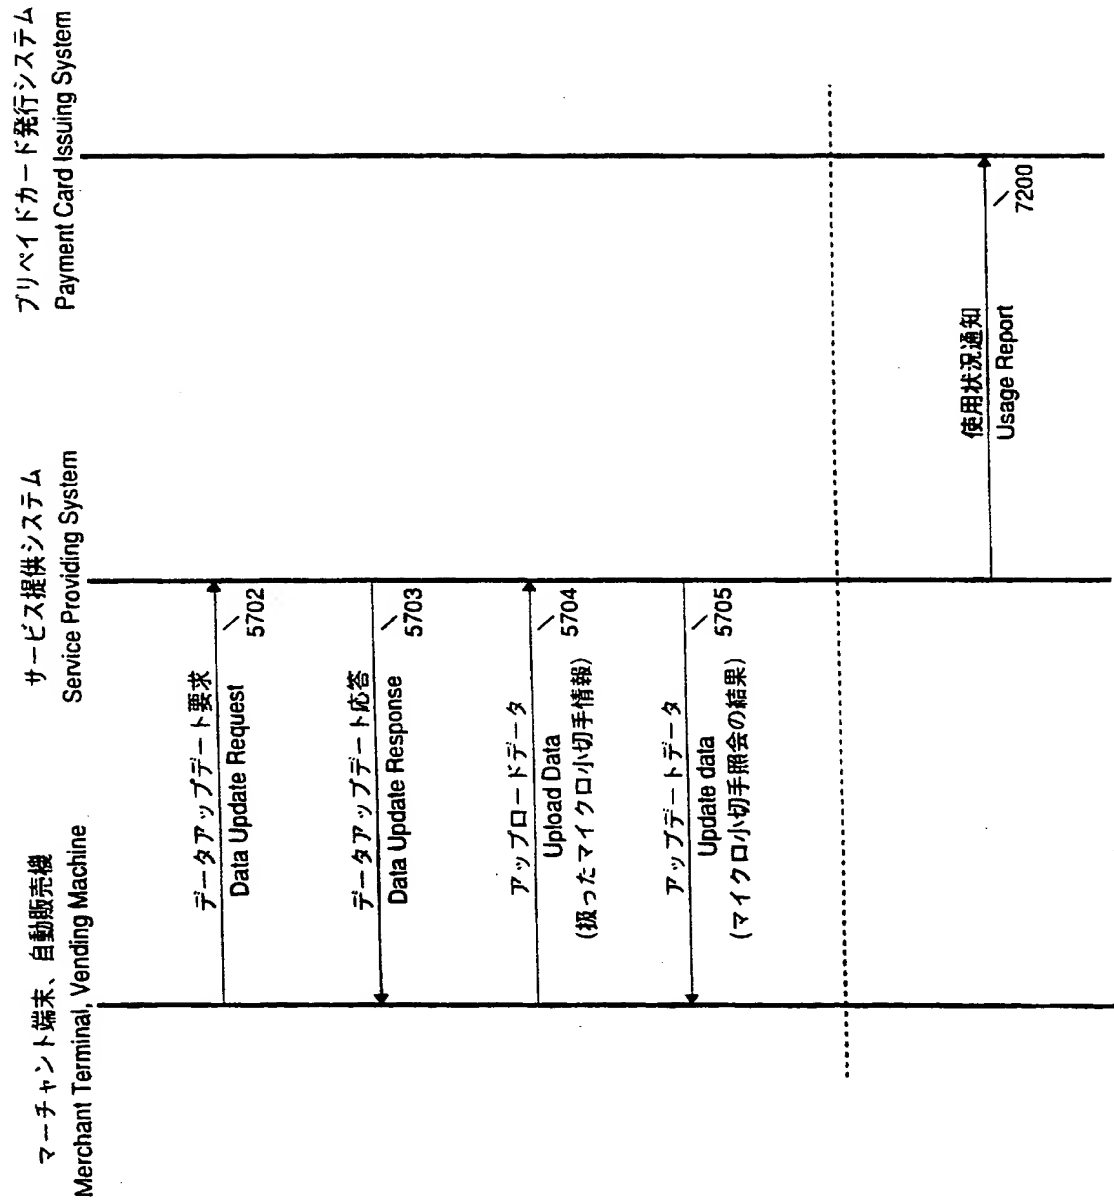 マーチャント端末、自動販売機
Merchant Terminal, Vending Machine
サービス提供システム
Service Providing System
プリペイドカード発行システム
Payment Card Issuing System
データアップデート要求
Data Update Request
5702
データアップデート応答
Data Update Response
5703
アップロードデータ
Upload Data
(扱ったマイクロ小切手情報)
5704
アップデートデータ
Update data
(マイクロ小切手照会の結果)
5705
使用状況通知
Usage Report
7200